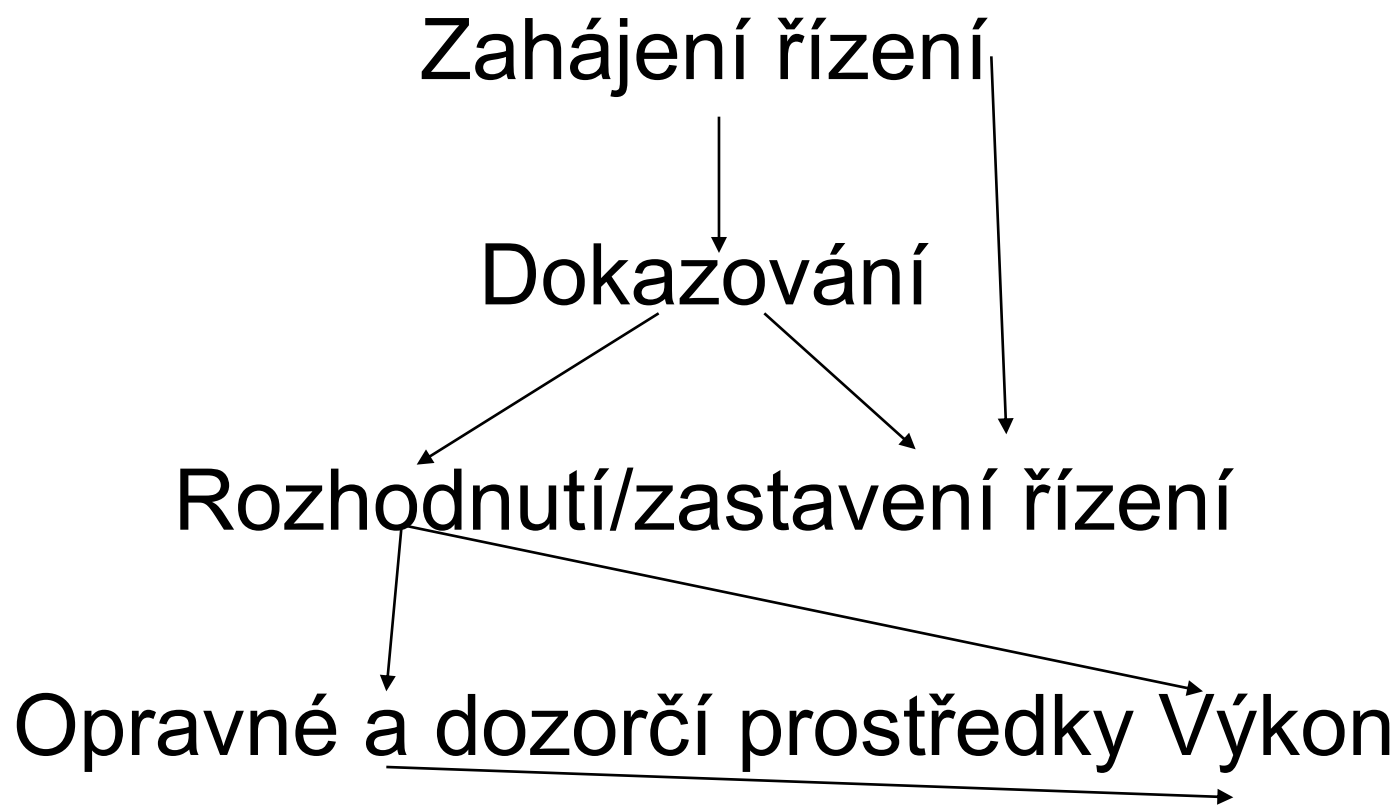 Zahájení řízení
Dokazování
Rozhodnutí/zastavení řízení
Opravné a dozorčí prostředky Výkon